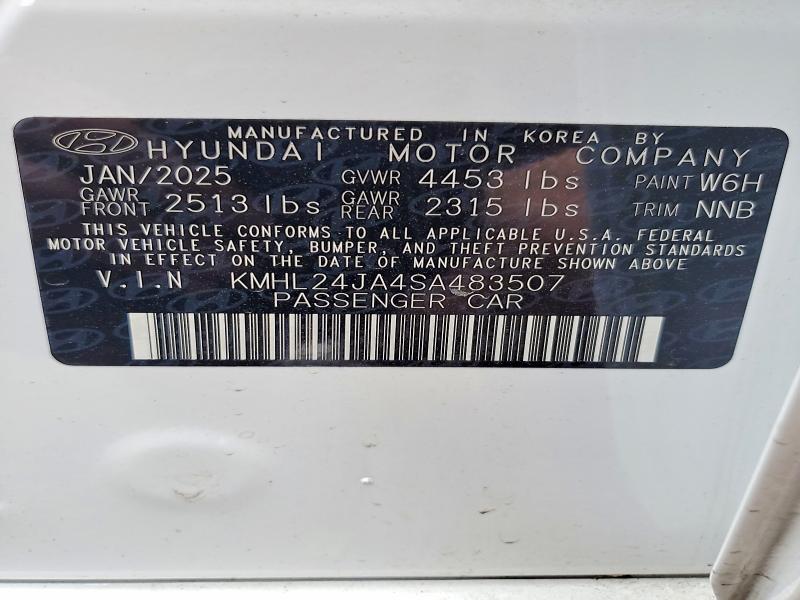 MANUFACTURED IN KOREA BY
HYUNDAI MOTOR COMPANY
JAN/2025 GVWR 4453 lbs PAINT W6H
GAWR FRONT 2513 lbs GAWR REAR 2315 lbs TRIM NNB
THIS VEHICLE CONFORMS TO ALL APPLICABLE U.S.A. FEDERAL
MOTOR VEHICLE SAFETY, BUMPER, AND THEFT PREVENTION STANDARDS
IN EFFECT ON THE DATE OF MANUFACTURE SHOWN ABOVE
V.I.N KMHL24JA4SA483507
PASSENGER CAR